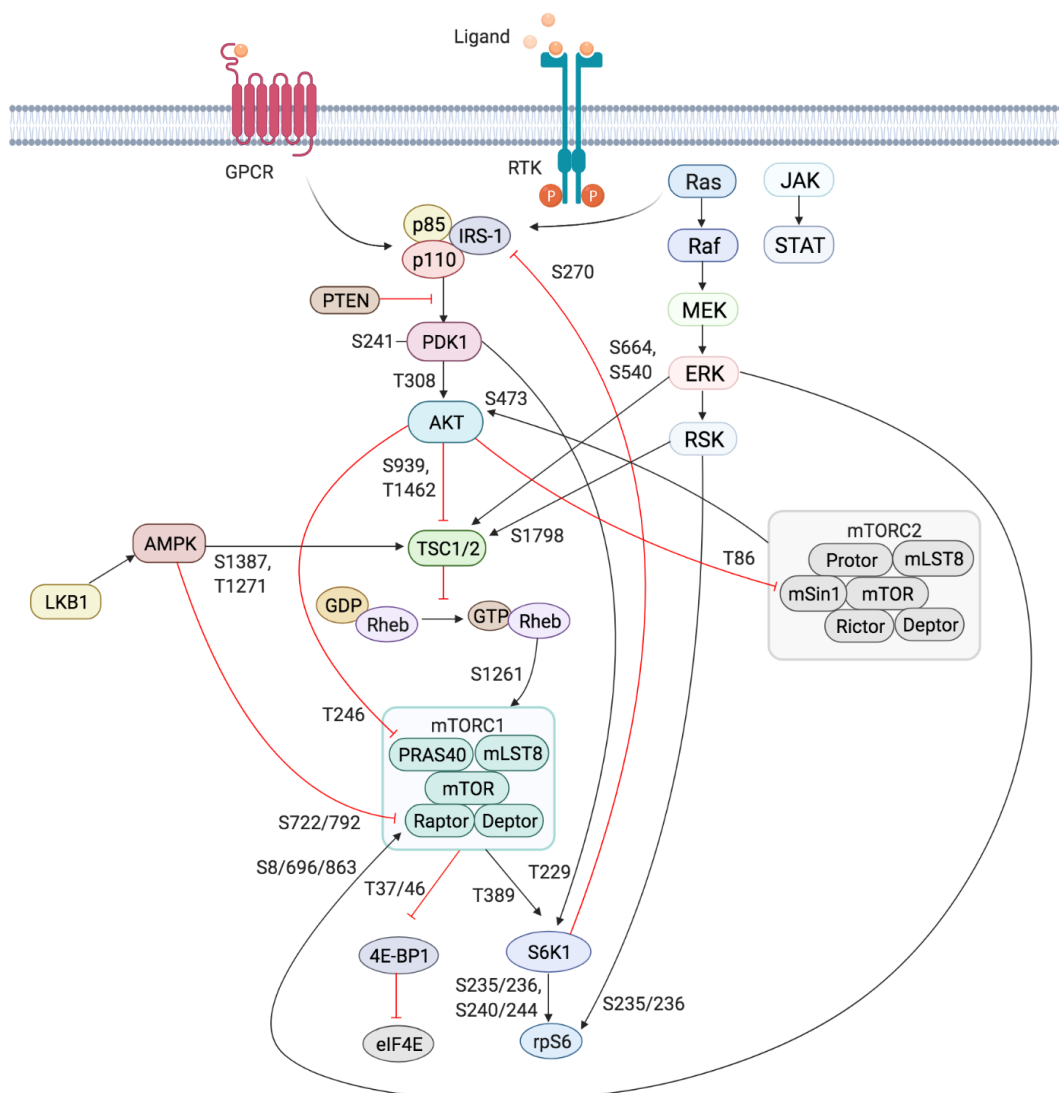 Ligand
GPCR
RTK
P
P
Ras
JAK
p85
IRS-1
p110
Raf
STAT
S270
PTEN
MEK
S241
PDK1
S664,
S540
T308
ERK
S473
AKT
RSK
S939,
T1462
S1798
mTORC2
AMPK
TSC1/2
T86
Protor
mLST8
S1387,
T1271
LKB1
mSin1
mTOR
GDP
Rheb
GTP
Rheb
Rictor
Deptor
S1261
T246
mTORC1
PRAS40
mLST8
mTOR
S722/792
Raptor
Deptor
S8/696/863
T37/46
T389
T229
4E-BP1
S6K1
S235/236,
S240/244
S235/236
eIF4E
rpS6